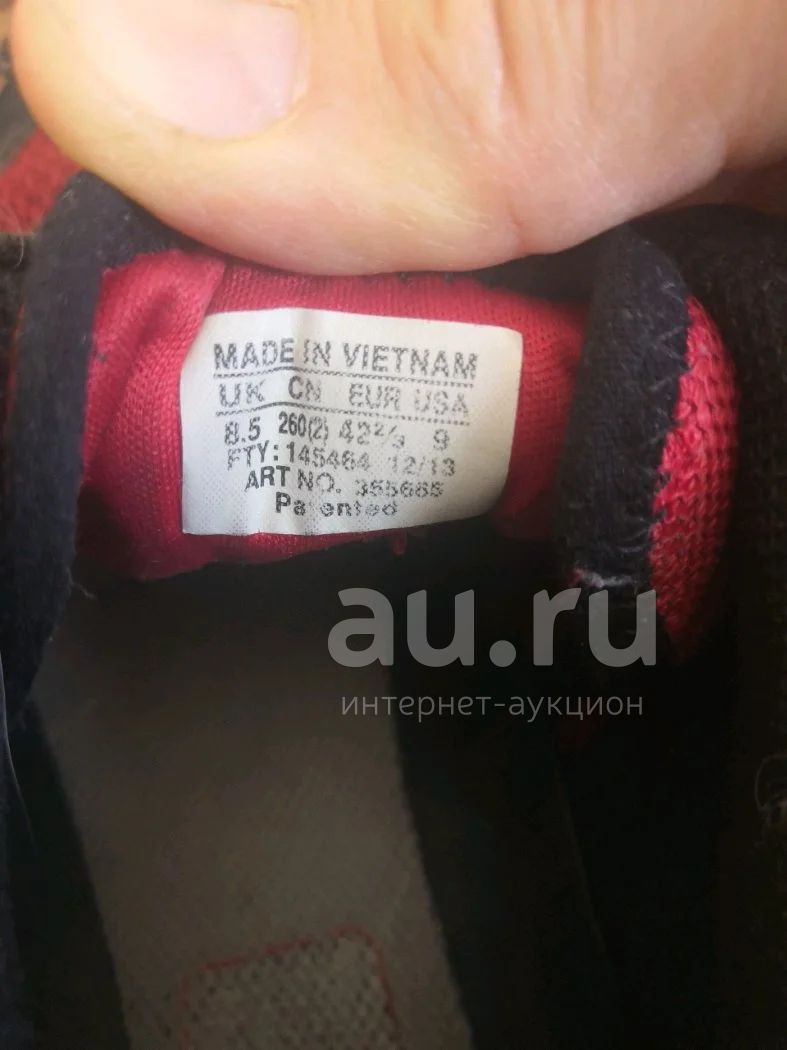 MADE IN VIETNAM
UK CN EUR USA
8.5 260(2) 42⅔ 9
FTY: 145464 12/13
ART NO. 355665
Patented
au.ru
интернет-аукцион